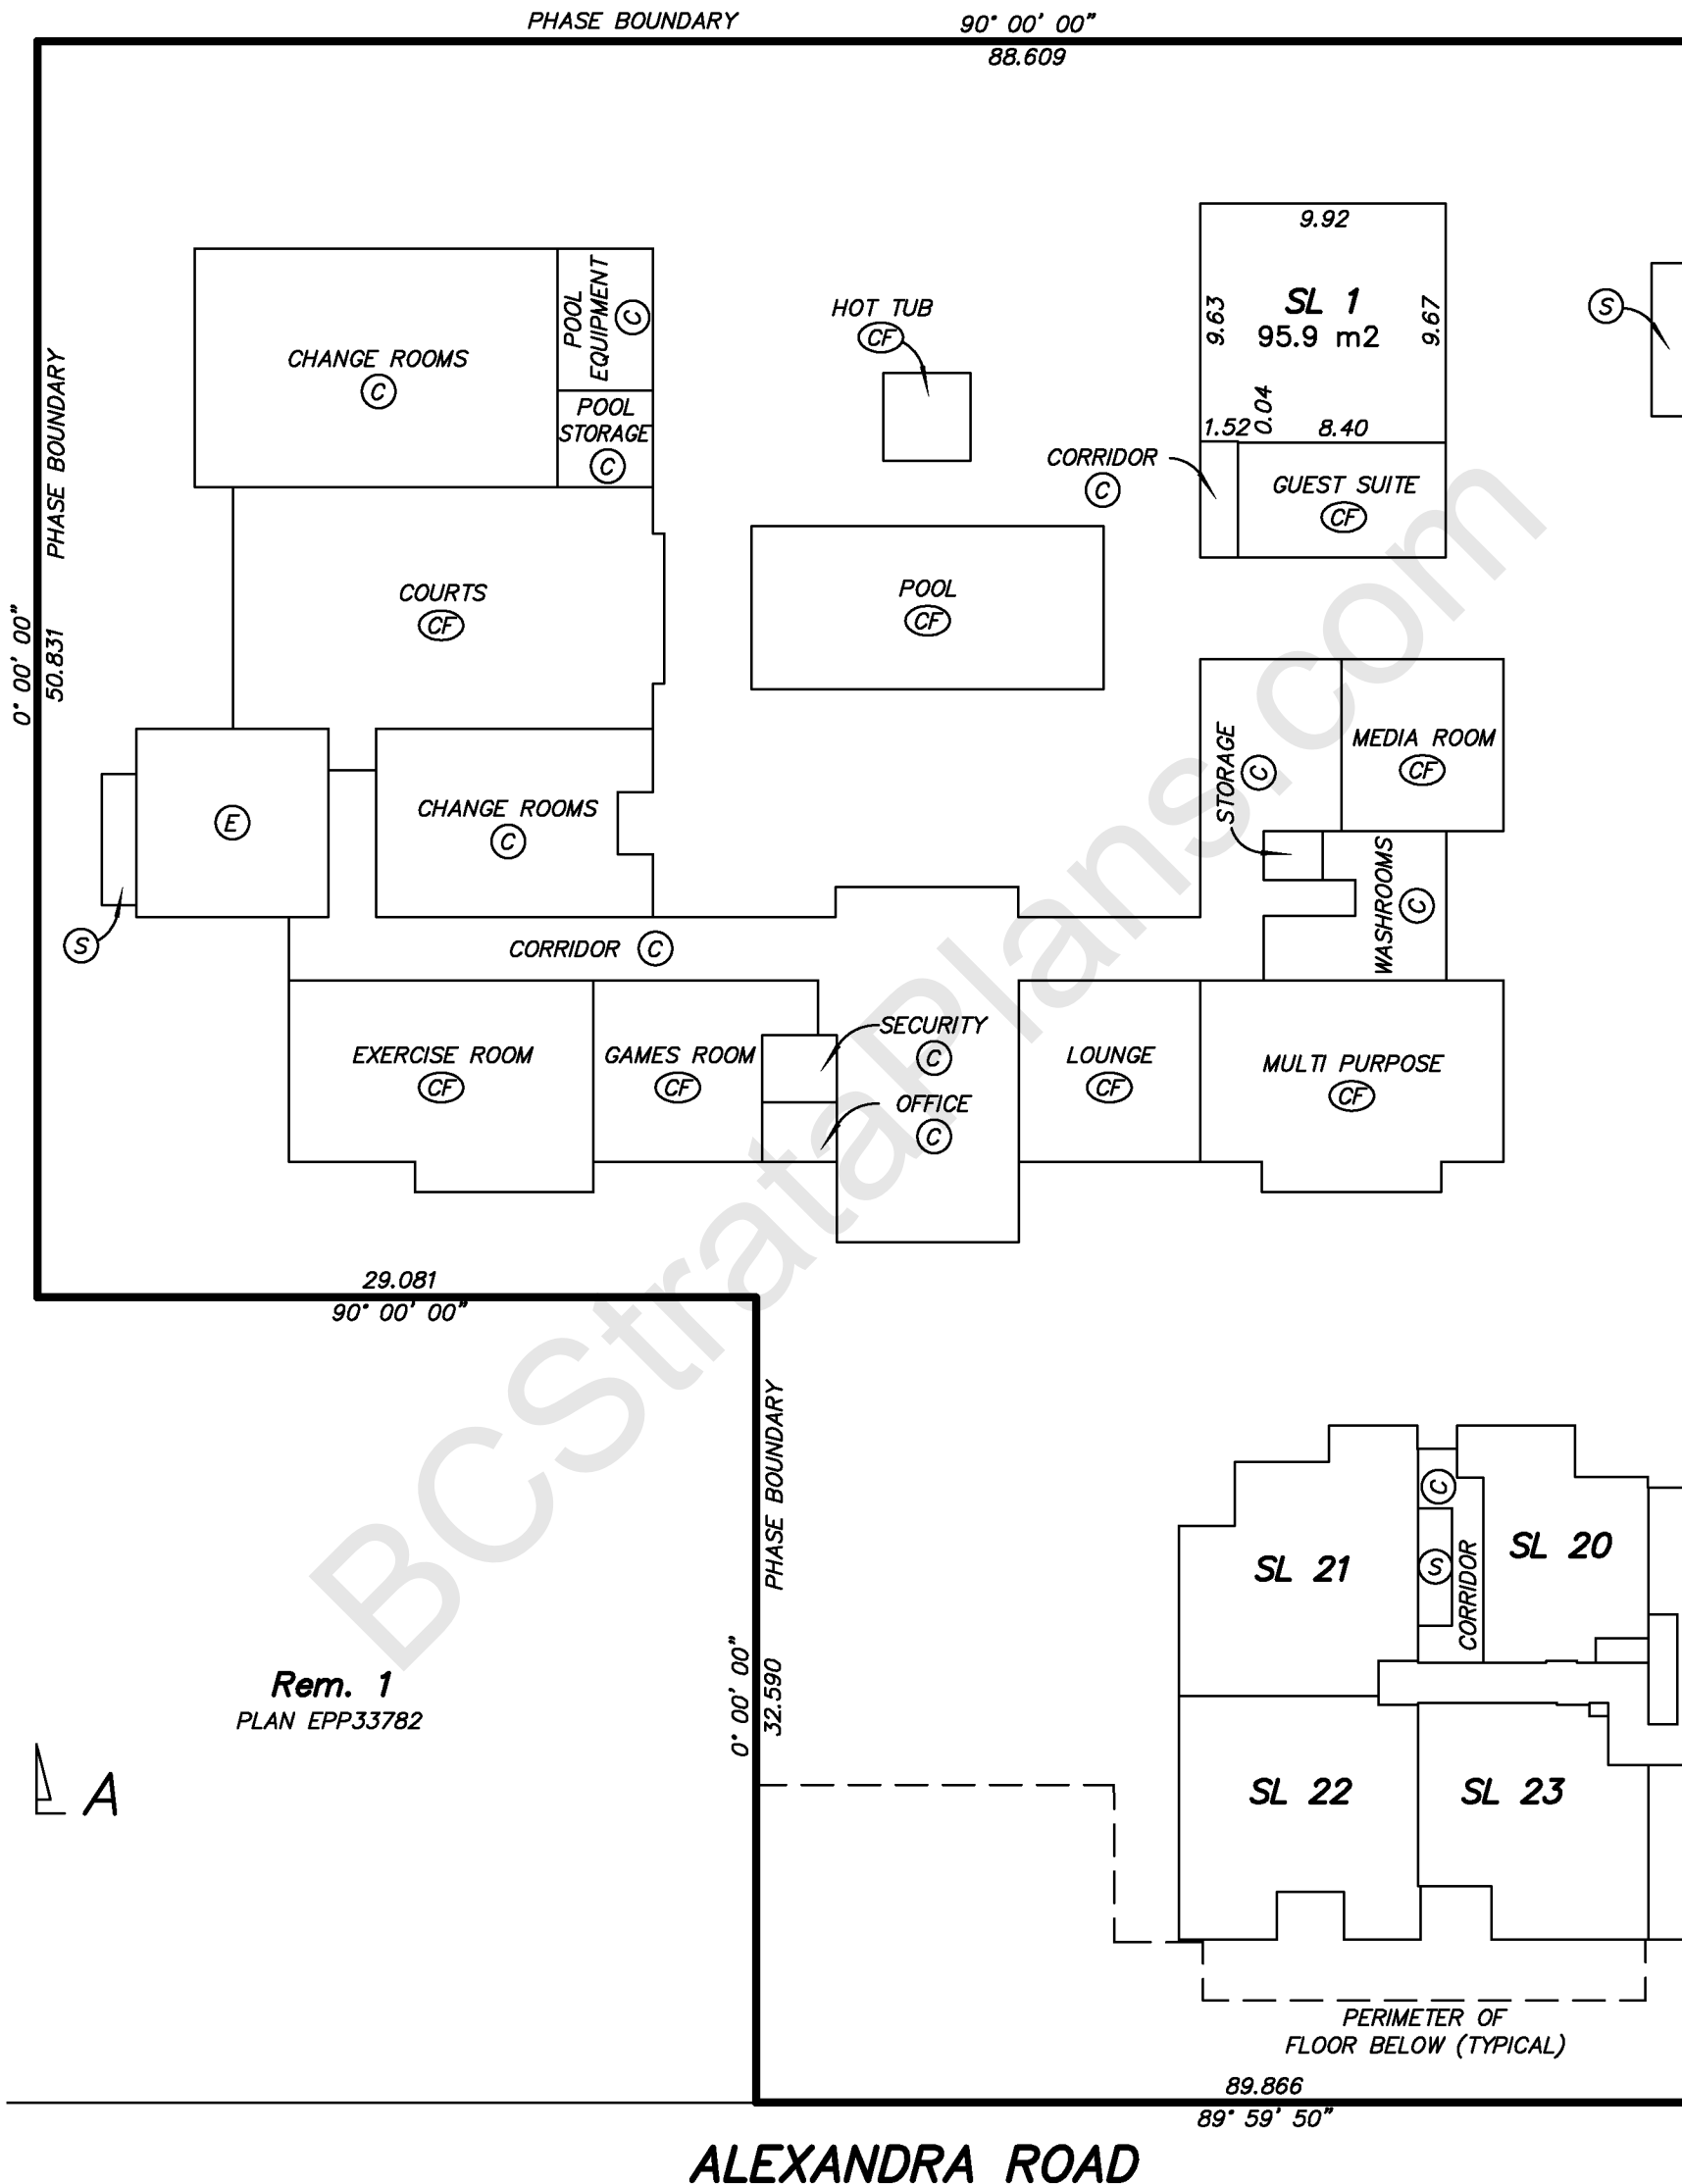 PHASE BOUNDARY 90° 00' 00"
88.609
9.92
SL 1
95.9 m2
9.63
9.67
0.04
1.52
8.40
S
POOL
EQUIPMENT
C
CHANGE ROOMS
C
POOL
STORAGE
C
HOT TUB
CF
CORRIDOR
C
GUEST SUITE
CF
PHASE BOUNDARY
0° 00' 00"
50.831
COURTS
CF
POOL
CF
STORAGE
C
MEDIA ROOM
CF
E
CHANGE ROOMS
C
WASHROOMS
C
S
CORRIDOR C
EXERCISE ROOM
CF
GAMES ROOM
CF
SECURITY
C
OFFICE
C
LOUNGE
CF
MULTI PURPOSE
CF
29.081
90° 00' 00"
PHASE BOUNDARY
0° 00' 00"
32.590
BCStrataPlans.com
C
SL 21
S
CORRIDOR
SL 20
Rem. 1
PLAN EPP33782
A
SL 22
SL 23
PERIMETER OF
FLOOR BELOW (TYPICAL)
89.866
89° 59' 50"
ALEXANDRA ROAD